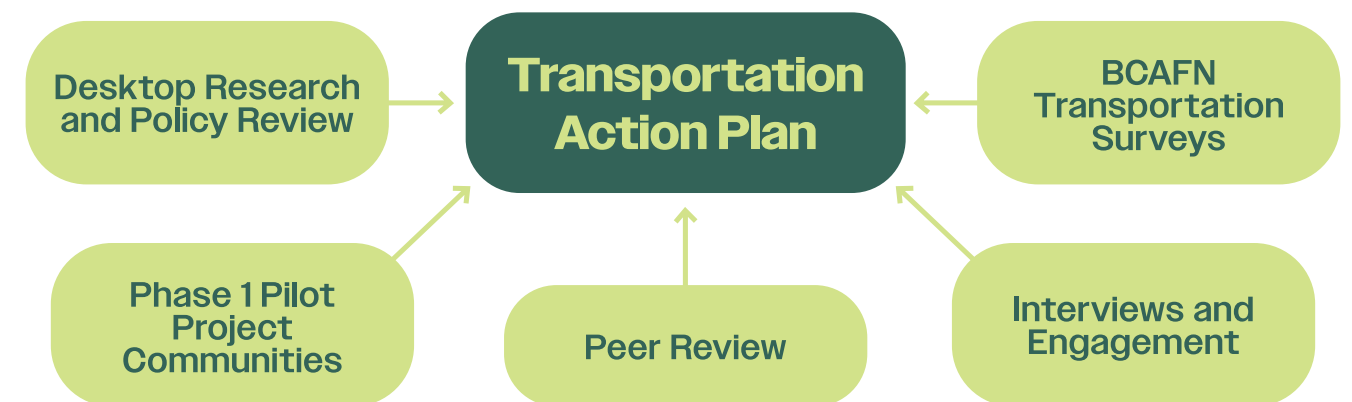 Desktop Research
and Policy Review
Transportation
Action Plan
BCAFN
Transportation
Surveys
Phase 1 Pilot
Project
Communities
Peer Review
Interviews and
Engagement